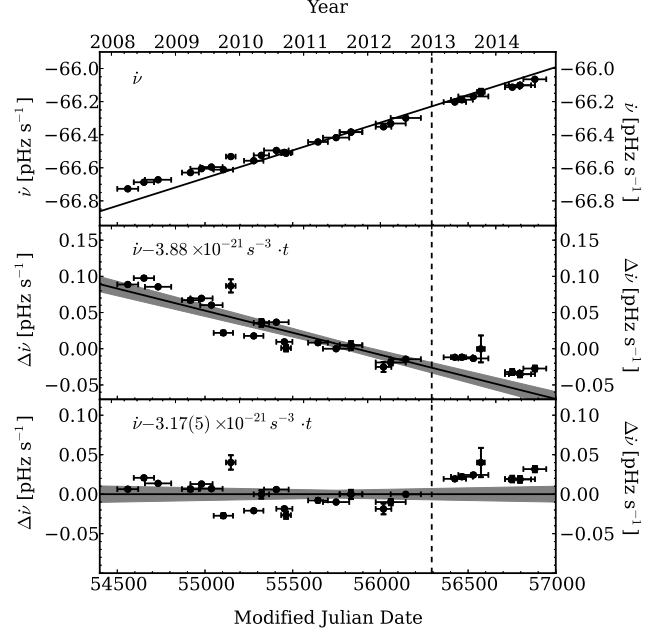 Year
2008 2009 2010 2011 2012 2013 2014
−66.0 −66.0
ν̇
−66.2 −66.2
−66.4 −66.4
−66.6 −66.6
−66.8 −66.8
ν̇ [pHz s⁻¹]
ν̇ [pHz s⁻¹]
0.15 0.15
ν̇−3.88 ×10⁻²¹ s⁻³ ·t
0.10 0.10
0.05 0.05
0.00 0.00
−0.05 −0.05
Δν̇ [pHz s⁻¹]
Δν̇ [pHz s⁻¹]
0.10 0.10
ν̇−3.17(5) ×10⁻²¹ s⁻³ ·t
0.05 0.05
0.00 0.00
−0.05 −0.05
Δν̇ [pHz s⁻¹]
Δν̇ [pHz s⁻¹]
54500 55000 55500 56000 56500 57000
Modified Julian Date